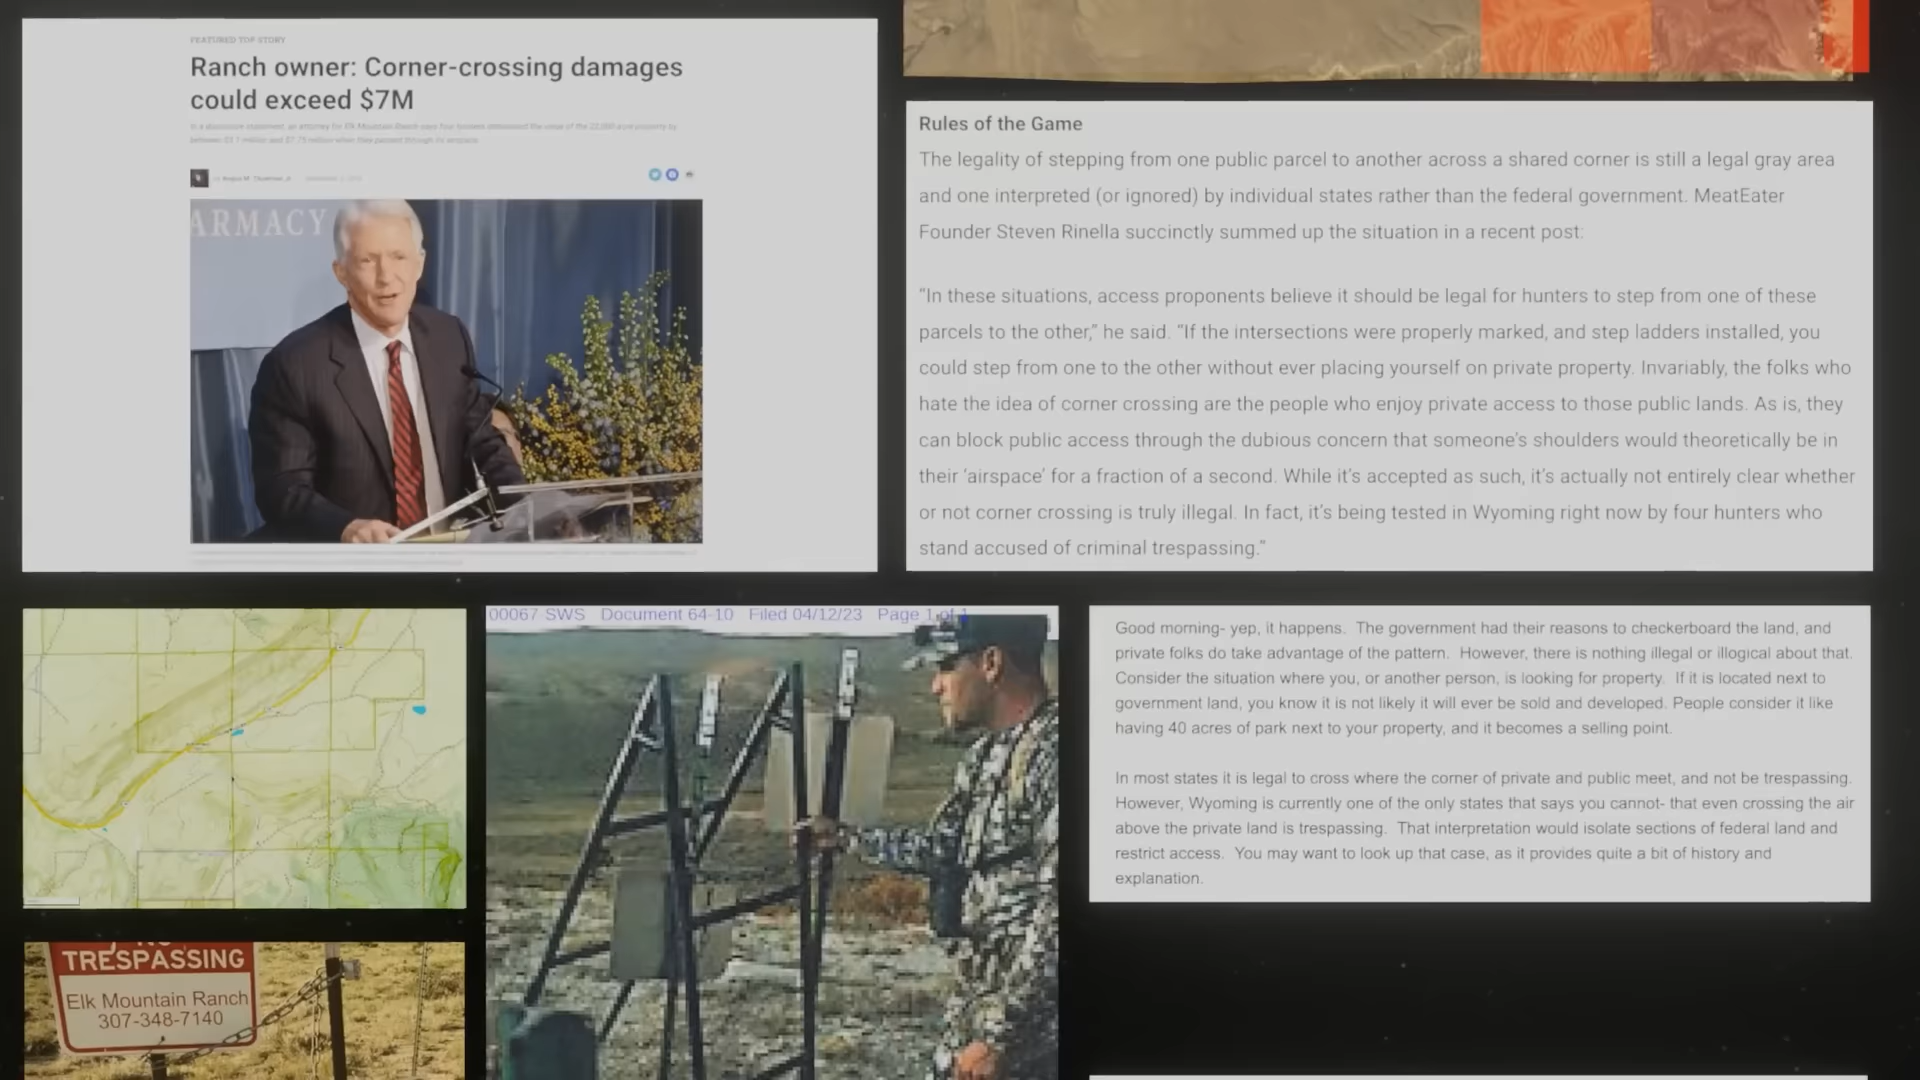 FEATURED TOP STORY
Ranch owner: Corner-crossing damages
could exceed $7M
ARMACY
Rules of the Game
The legality of stepping from one public parcel to another across a shared corner is still a legal gray area
and one interpreted (or ignored) by individual states rather than the federal government. MeatEater
Founder Steven Rinella succinctly summed up the situation in a recent post:
“In these situations, access proponents believe it should be legal for hunters to step from one of these
parcels to the other,” he said. “If the intersections were properly marked, and step ladders installed, you
could step from one to the other without ever placing yourself on private property. Invariably, the folks who
hate the idea of corner crossing are the people who enjoy private access to those public lands. As is, they
can block public access through the dubious concern that someone’s shoulders would theoretically be in
their ‘airspace’ for a fraction of a second. While it’s accepted as such, it’s actually not entirely clear whether
or not corner crossing is truly illegal. In fact, it’s being tested in Wyoming right now by four hunters who
stand accused of criminal trespassing.”
00067 SWS Document 64-10 Filed 04/12/23 Page 1 of 1
Good morning- yep, it happens. The government had their reasons to checkerboard the land, and
private folks do take advantage of the pattern. However, there is nothing illegal or illogical about that.
Consider the situation where you, or another person, is looking for property. If it is located next to
government land, you know it is not likely it will ever be sold and developed. People consider it like
having 40 acres of park next to your property, and it becomes a selling point.
In most states it is legal to cross where the corner of private and public meet, and not be trespassing.
However, Wyoming is currently one of the only states that says you cannot- that even crossing the air
above the private land is trespassing. That interpretation would isolate sections of federal land and
restrict access. You may want to look up that case, as it provides quite a bit of history and
explanation.
TRESPASSING
Elk Mountain Ranch
307-348-7140